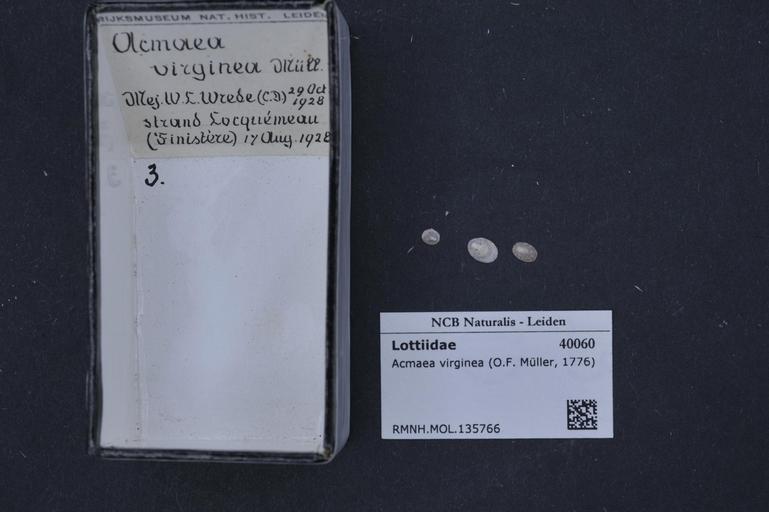 RIJKSMUSEUM NAT. HIST. LEIDEN
Acmaea
virginea Müll.
Mej. W. C. Wrede (C.D) 29 Oct 1928
strand Locquémeau
(Finistère) 17 Aug. 1928
3.
NCB Naturalis - Leiden
Lottiidae 40060
Acmaea virginea (O.F. Müller, 1776)
RMNH.MOL.135766